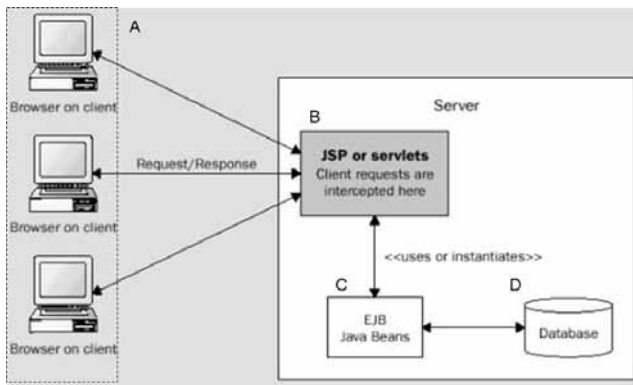 A
Browser on client
Server
B
JSP or servlets
Client requests are
intercepted here
Request/Response
Browser on client
<<uses or instantiates>>
C
D
EJB
Java Beans
Database
Browser on client